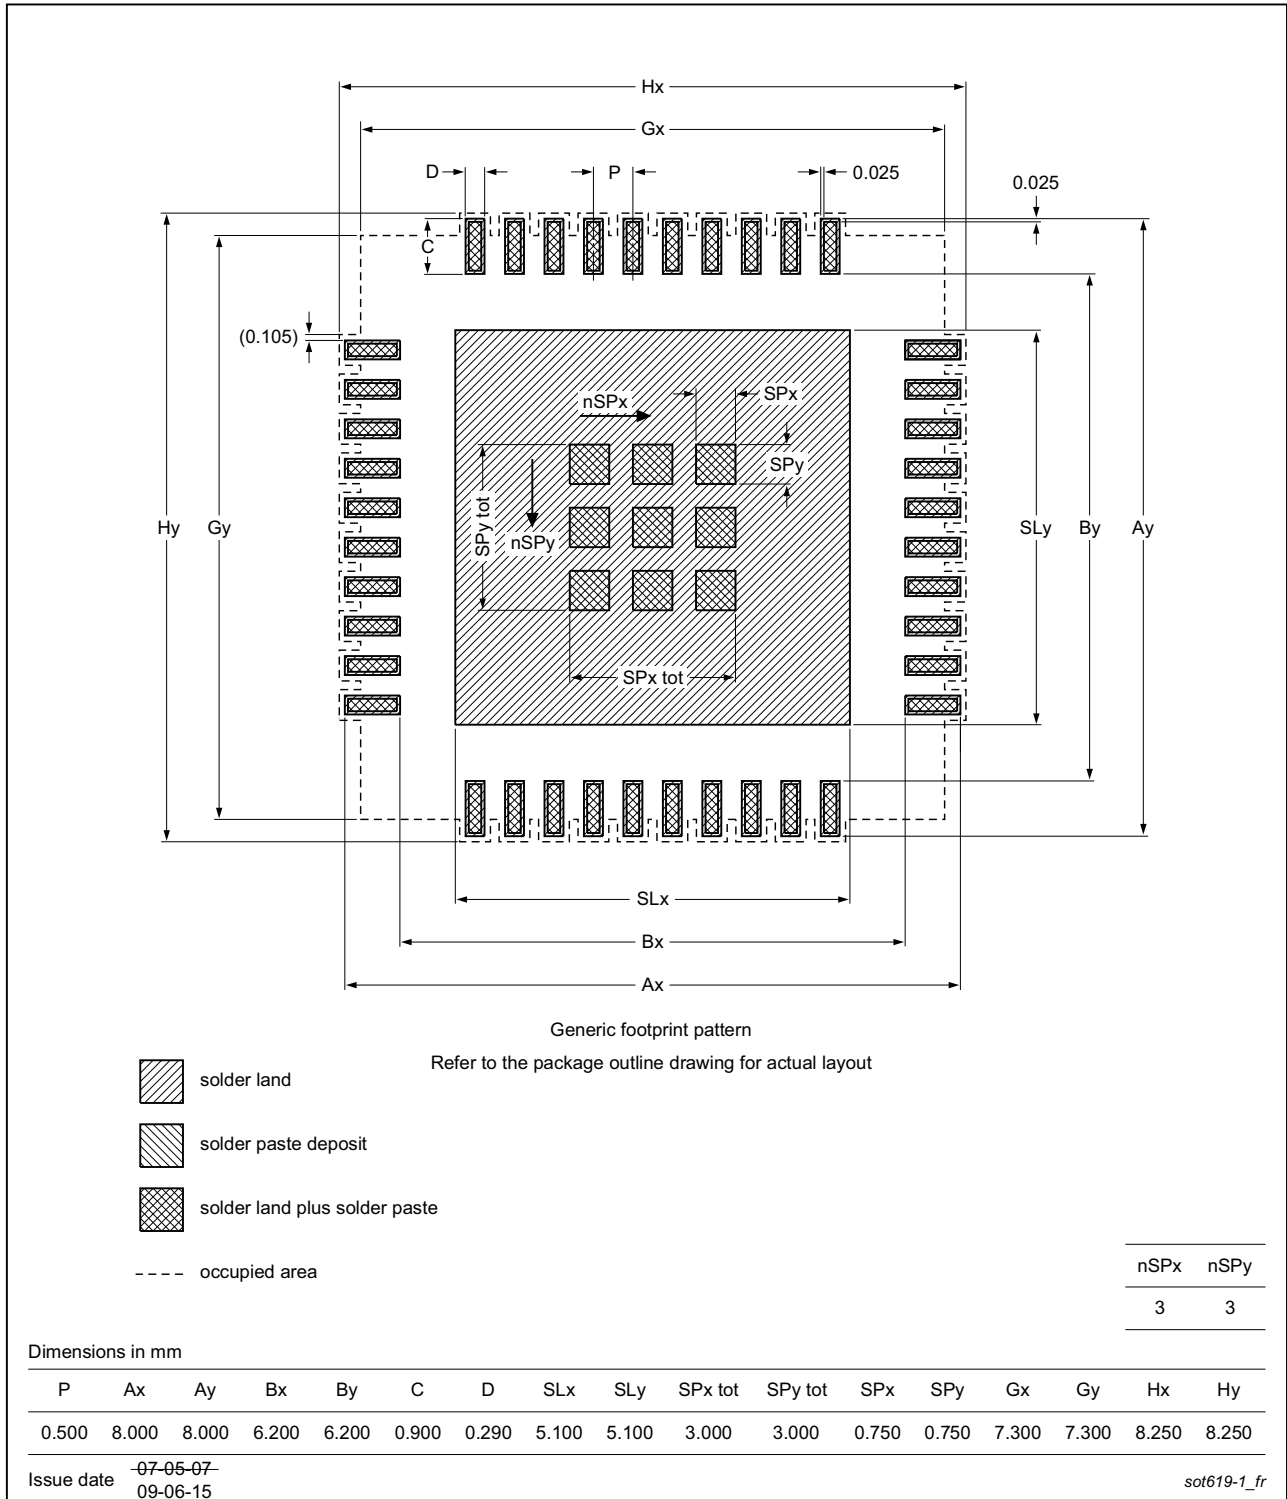 Hx
Gx
D
P
0.025
0.025
C
(0.105)
nSPx
SPx
SPy
SPy tot
nSPy
Hy
Gy
SLy
By
Ay
SPx tot
SLx
Bx
Ax
Generic footprint pattern
Refer to the package outline drawing for actual layout
solder land
solder paste deposit
solder land plus solder paste
occupied area
nSPx nSPy
3 3
Dimensions in mm
P Ax Ay Bx By C D SLx SLy SPx tot SPy tot SPx SPy Gx Gy Hx Hy
0.500 8.000 8.000 6.200 6.200 0.900 0.290 5.100 5.100 3.000 3.000 0.750 0.750 7.300 7.300 8.250 8.250
Issue date 07-05-07
09-06-15
sot619-1_fr